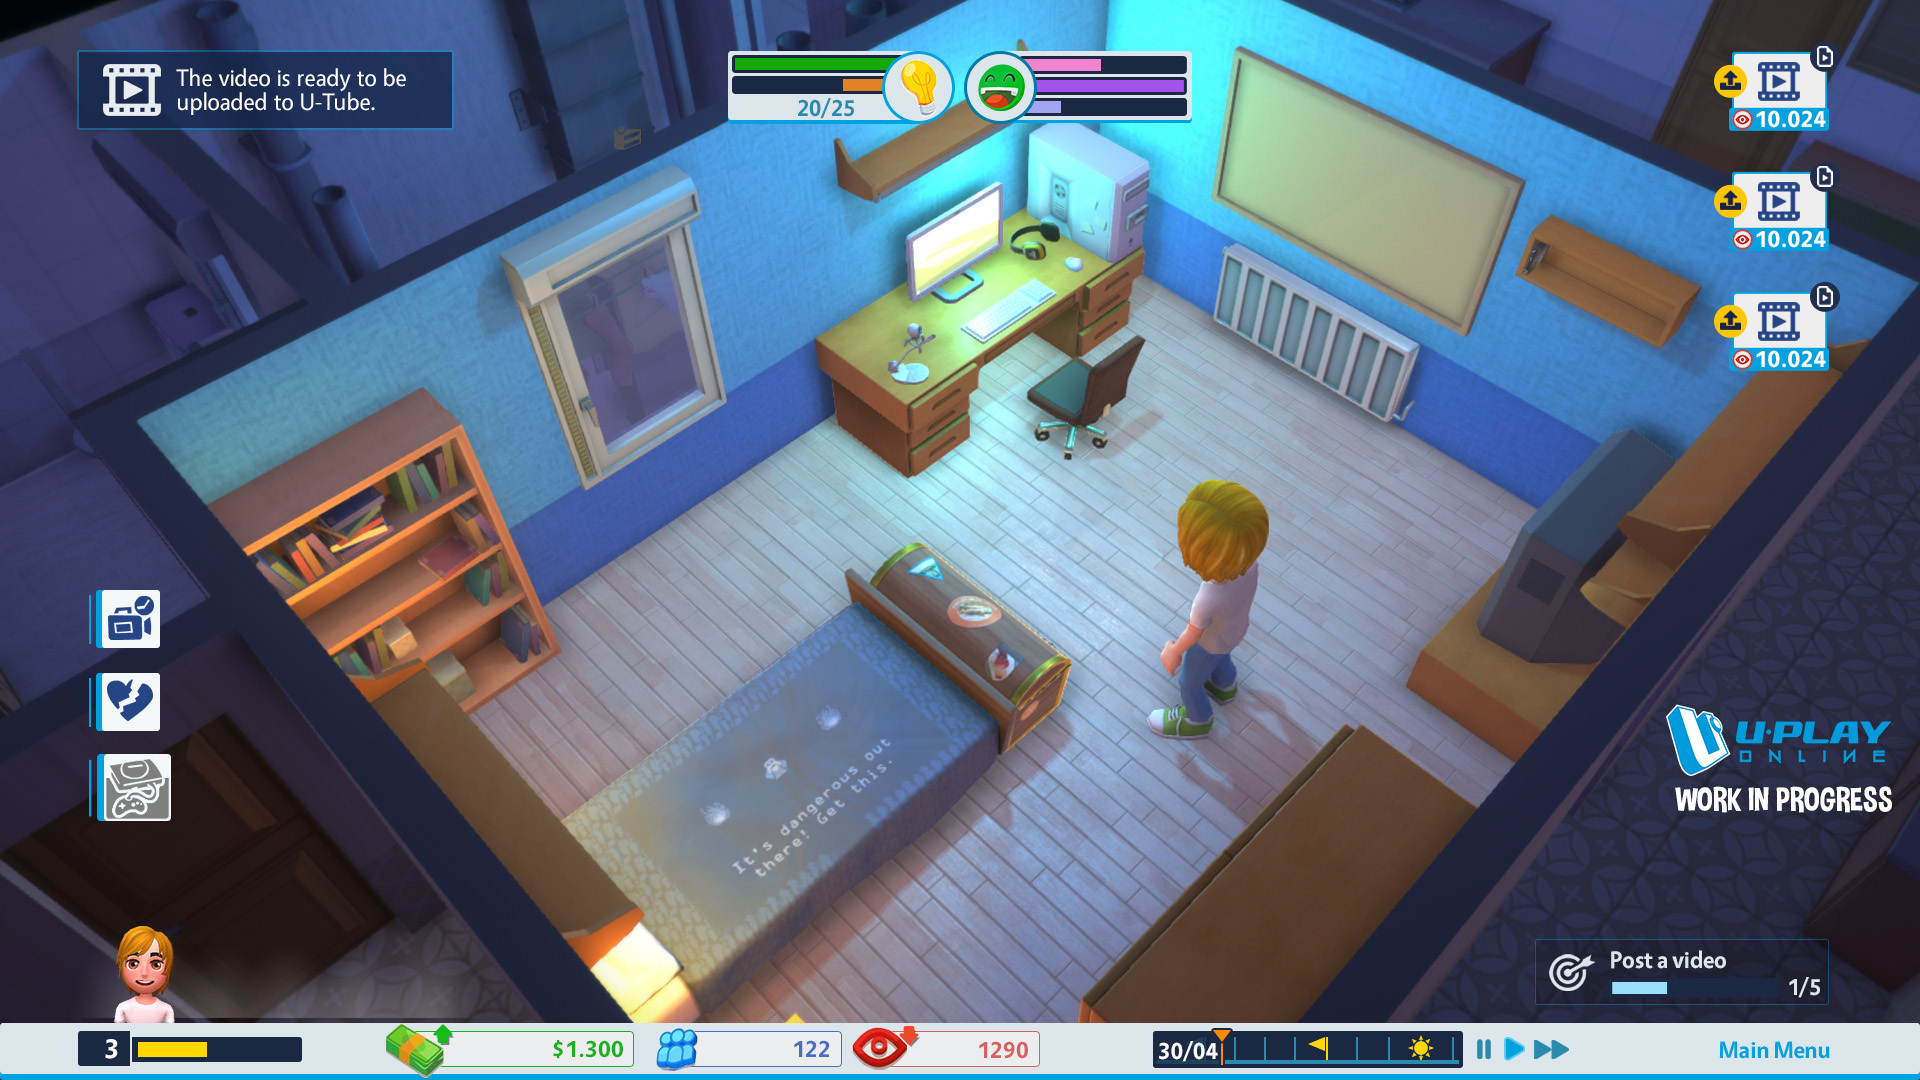 The video is ready to be
uploaded to U-Tube.
20/25
10.024
10.024
10.024
It's dangerous out
there! Get this.
U·PLAY
ONLINE
WORK IN PROGRESS
Post a video
1/5
3
$1.300
122
1290
30/04
Main Menu